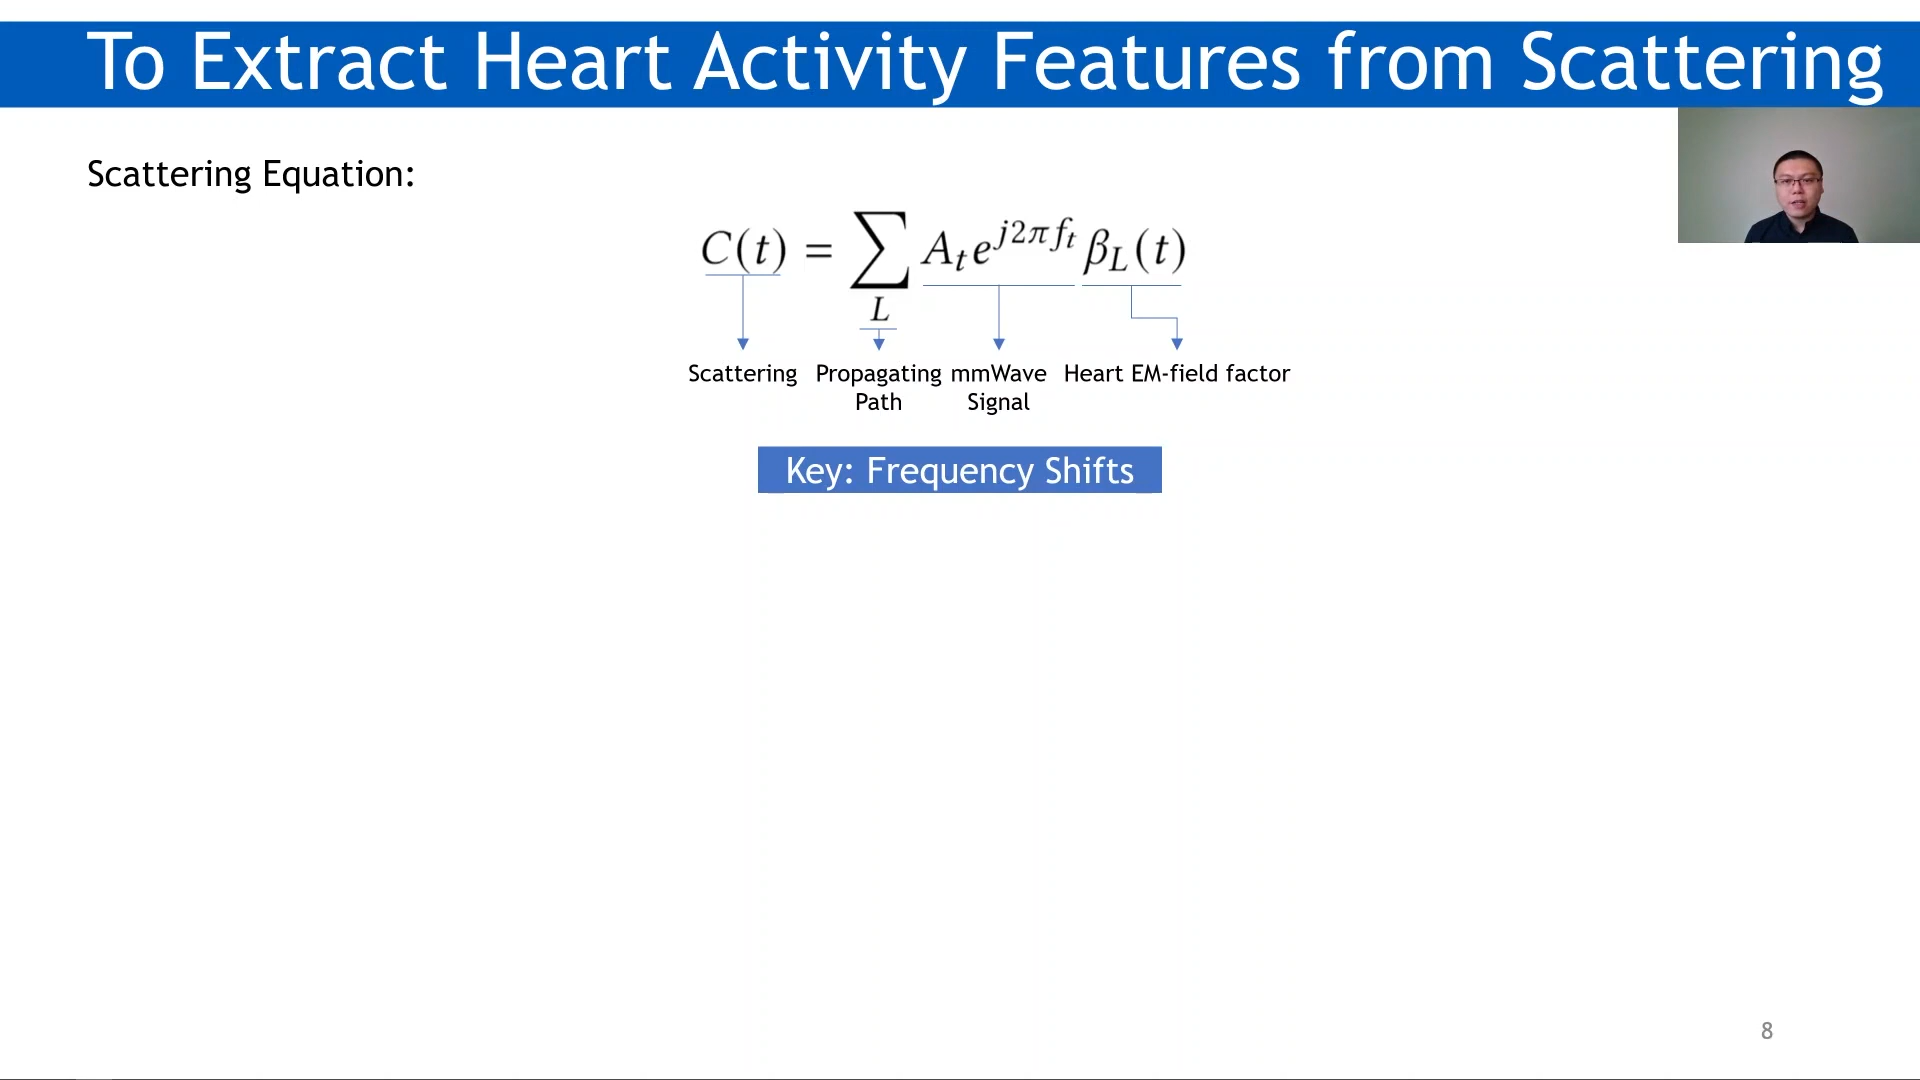 To Extract Heart Activity Features from Scattering
Scattering Equation:
C(t) = ∑_L A_t e^{j2πf_t} β_L(t)
Scattering Propagating mmWave Heart EM-field factor
Path Signal
Key: Frequency Shifts
8